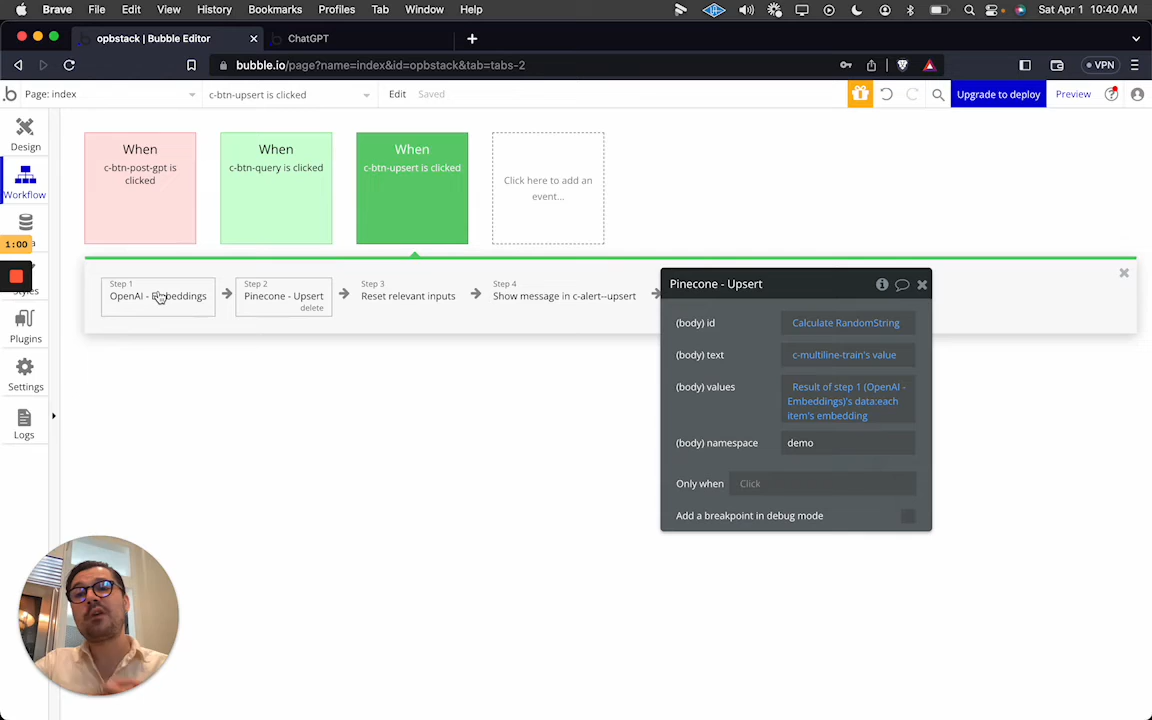 Brave File Edit View History Bookmarks Profiles Tab Window Help Sat Apr 1 10:40 AM
opbstack | Bubble Editor
ChatGPT
bubble.io/page?name=index&id=opbstack&tab=tabs-2
VPN
Page: index
c-btn-upsert is clicked
Edit
Saved
Upgrade to deploy
Preview
Design
Workflow
1:00
Styles
Plugins
Settings
Logs
When
c-btn-post-gpt is
clicked
When
c-btn-query is clicked
When
c-btn-upsert is clicked
Click here to add an
event...
Step 1
OpenAI - Embeddings
Step 2
Pinecone - Upsert
delete
Step 3
Reset relevant inputs
Step 4
Show message in c-alert--upsert
Pinecone - Upsert
(body) id
Calculate RandomString
(body) text
c-multiline-train's value
(body) values
Result of step 1 (OpenAI -
Embeddings)'s data:each
item's embedding
(body) namespace
demo
Only when
Click
Add a breakpoint in debug mode